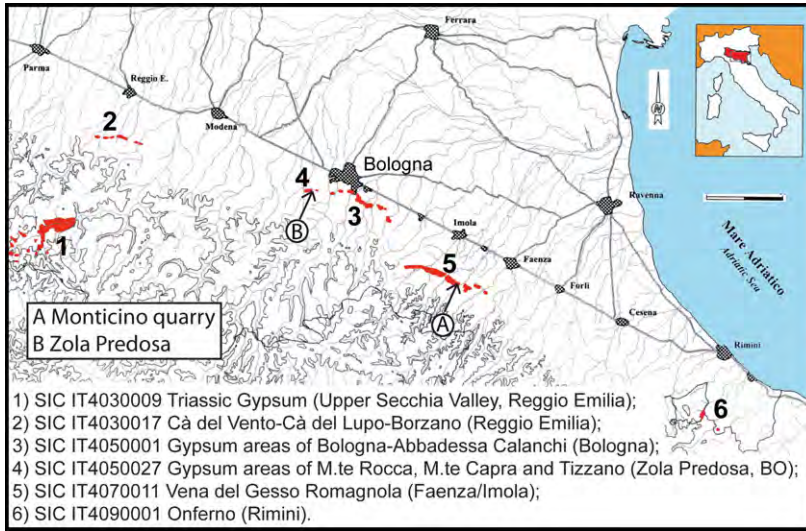 Ferrara
Parma
Reggio E.
2
Modena
Bologna
4
B
3
Ravenna
Imola
1
5
Faenza
Forlì
A
Cesena
Mare Adriatico
Adriatic Sea
Rimini
6
A Monticino quarry
B Zola Predosa
1) SIC IT4030009 Triassic Gypsum (Upper Secchia Valley, Reggio Emilia);
2) SIC IT4030017 Cà del Vento-Cà del Lupo-Borzano (Reggio Emilia);
3) SIC IT4050001 Gypsum areas of Bologna-Abbadessa Calanchi (Bologna);
4) SIC IT4050027 Gypsum areas of M.te Rocca, M.te Capra and Tizzano (Zola Predosa, BO);
5) SIC IT4070011 Vena del Gesso Romagnola (Faenza/Imola);
6) SIC IT4090001 Onferno (Rimini).